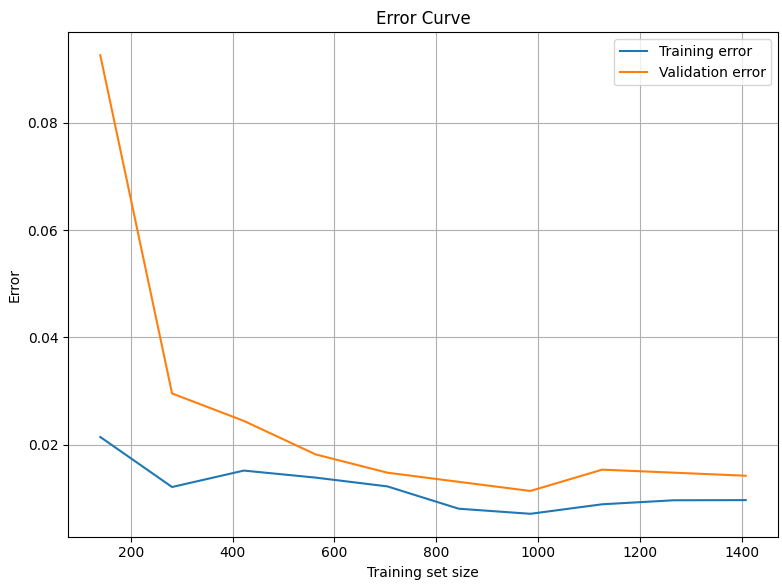 Error Curve
Training error
Validation error
0.08
0.06
0.04
0.02
Error
200
400
600
800
1000
1200
1400
Training set size